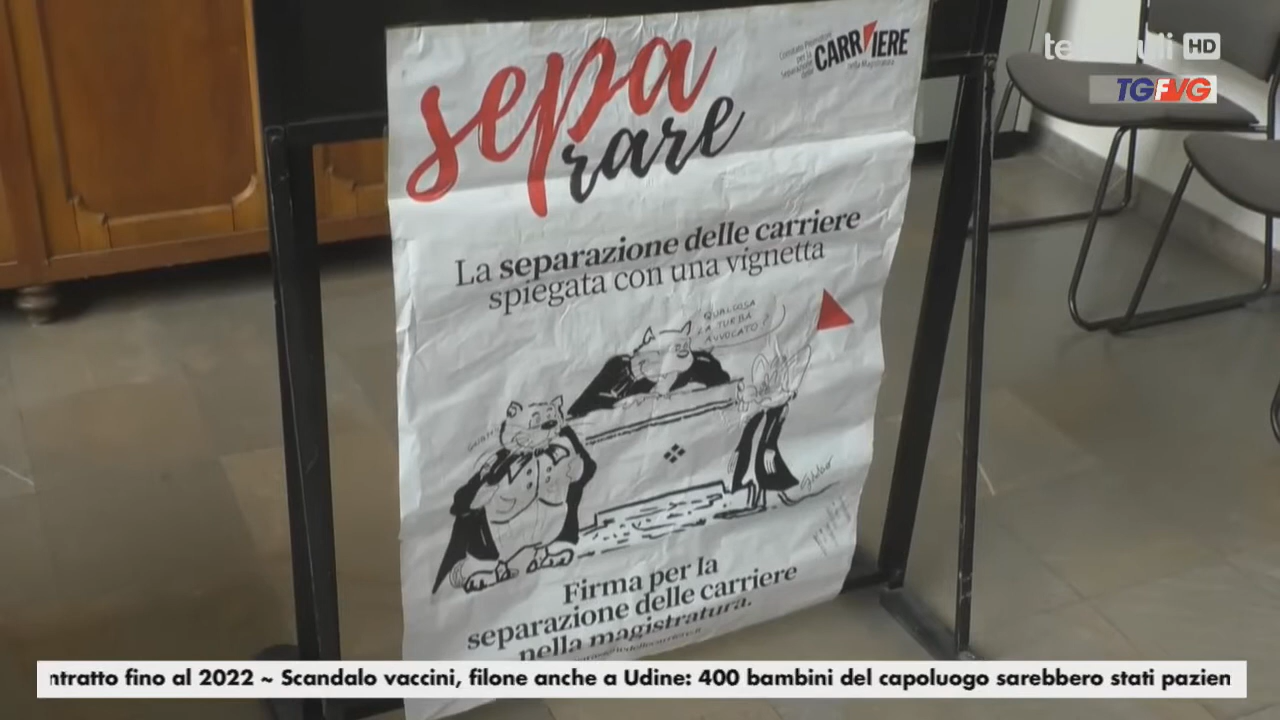 sepa
rare
Comitato Promotore
per la
Separazione
delle
CARRIERE
nella Magistratura
HD
TGFVG
La separazione delle carriere
spiegata con una vignetta
QUALCOSA
LA TURBA
AVVOCATO?
Firma per la
separazione delle carriere
nella magistratura.
ntratto fino al 2022 ~ Scandalo vaccini, filone anche a Udine: 400 bambini del capoluogo sarebbero stati pazien